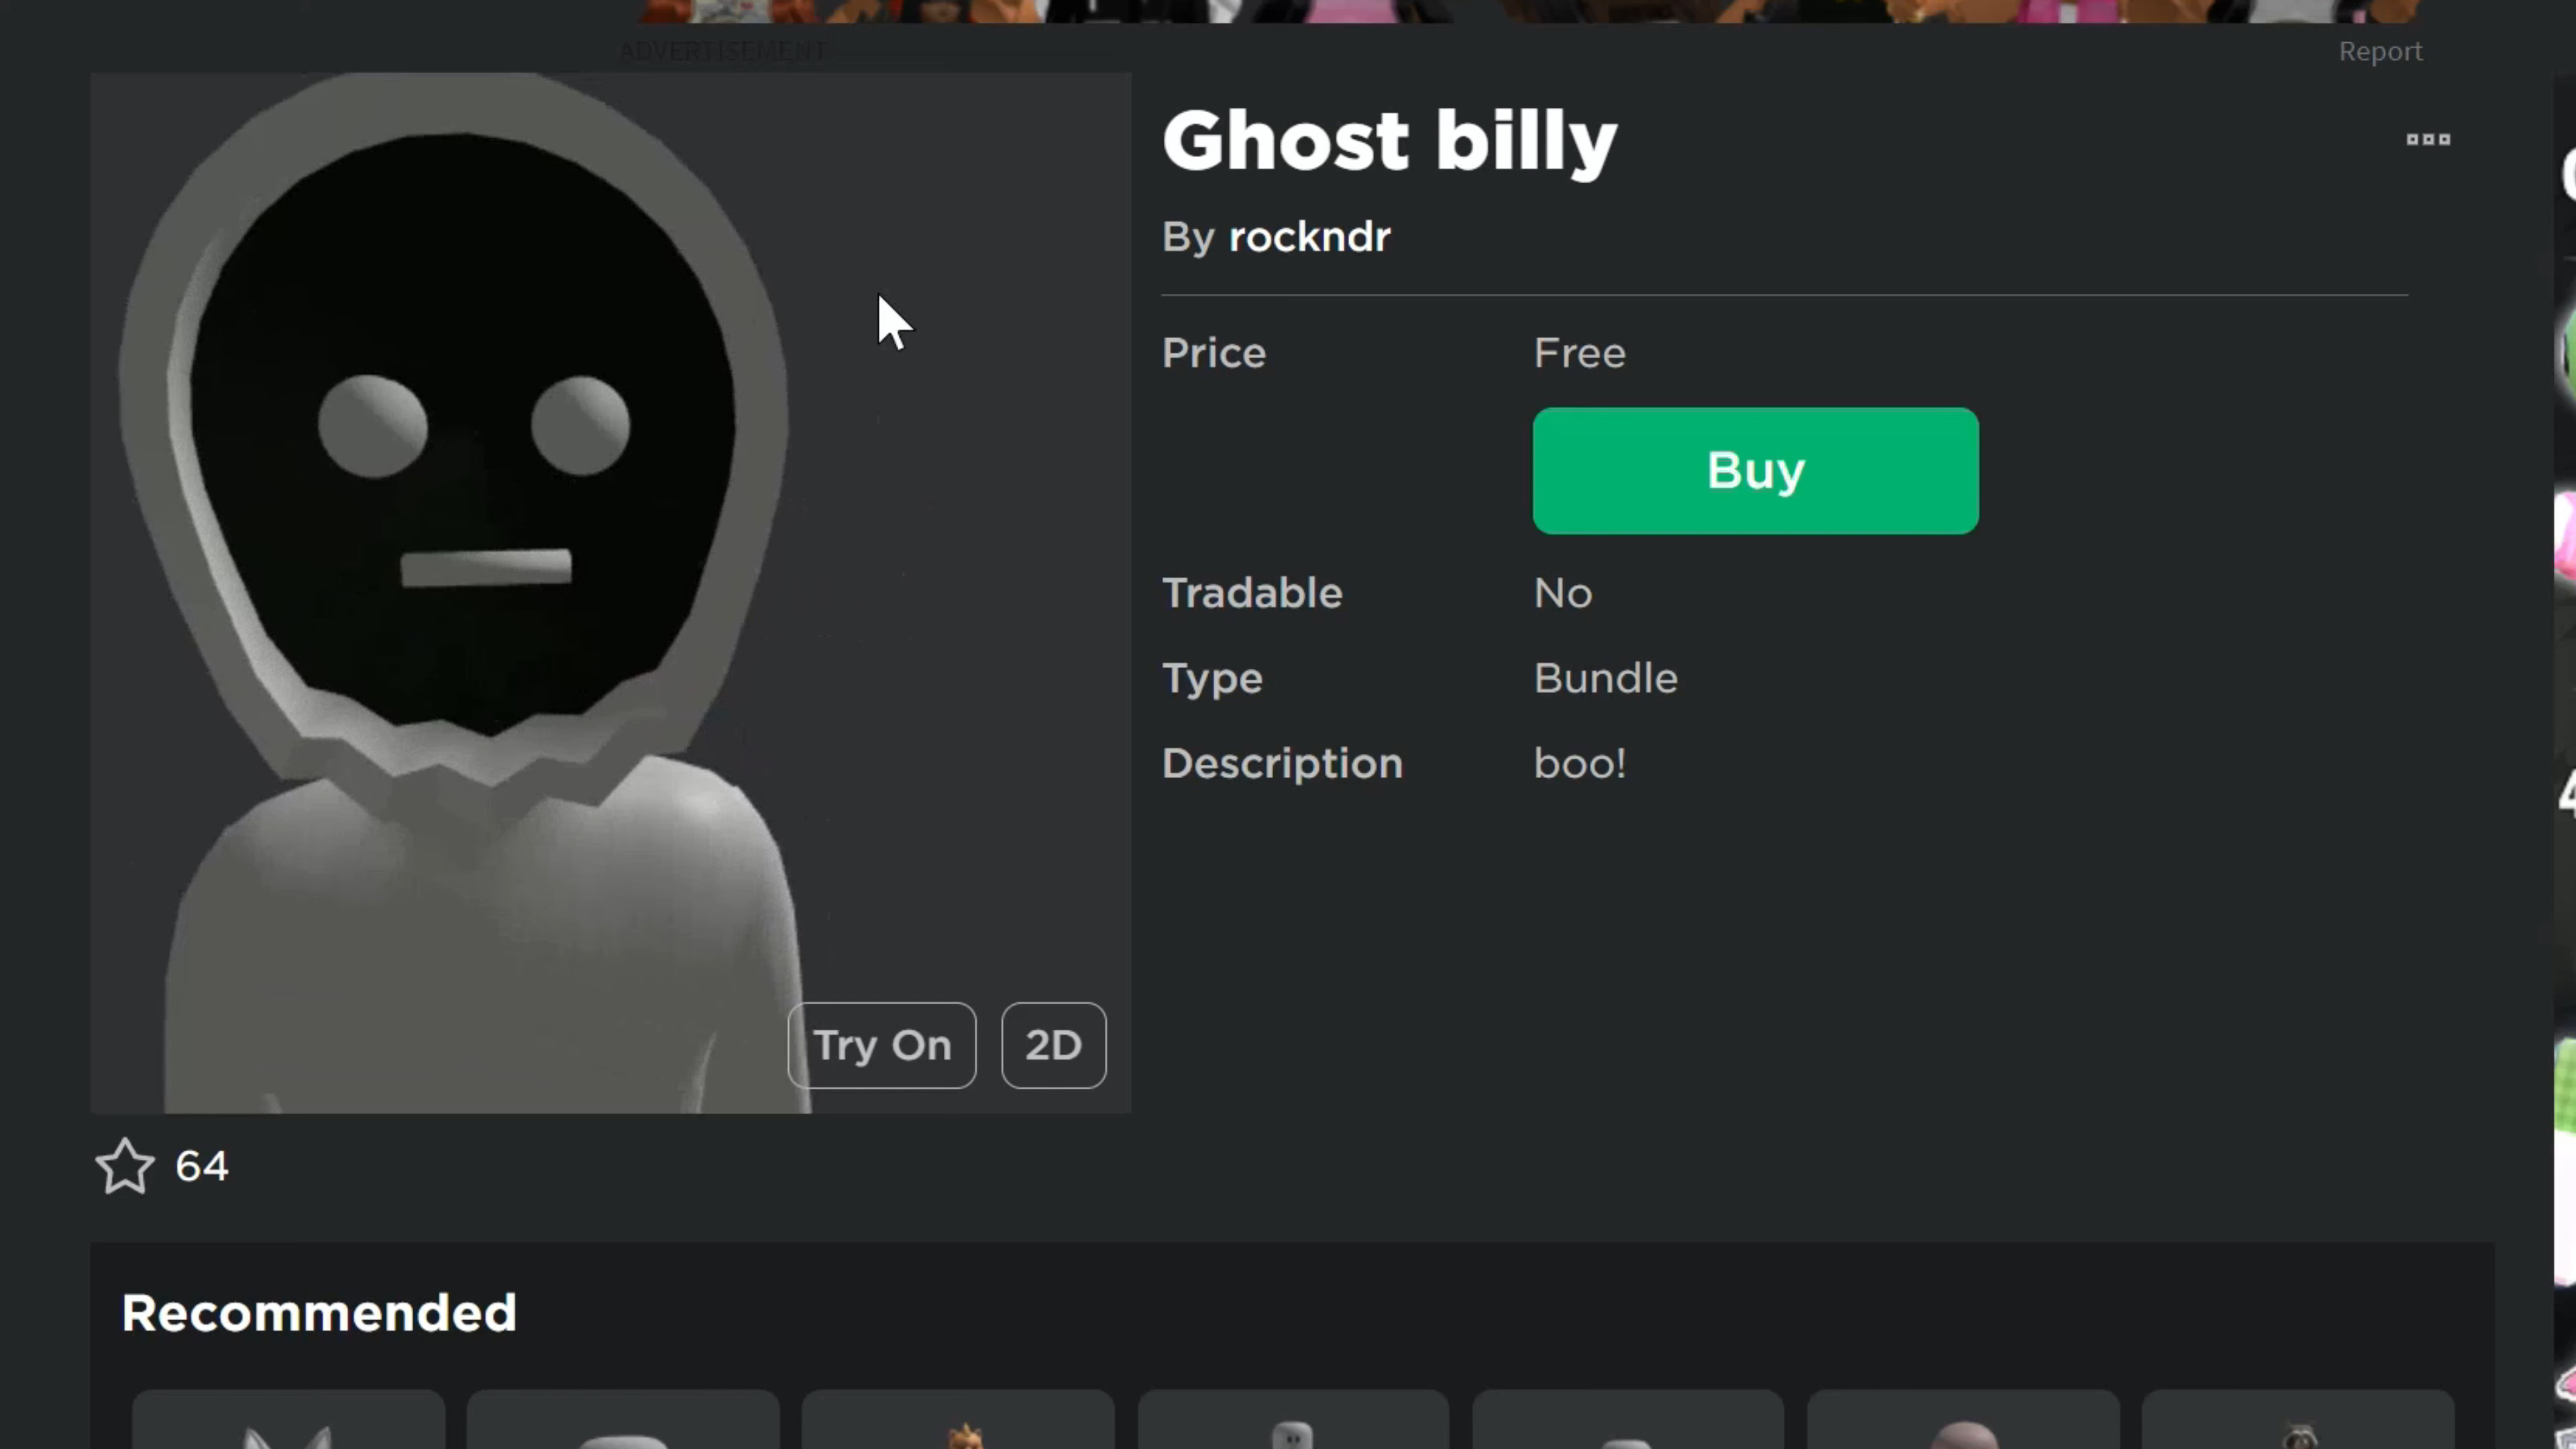 ADVERTISEMENT
Report
Ghost billy
By rockndr
Price Free
Buy
Tradable No
Type Bundle
Description boo!
Try On 2D
64
Recommended